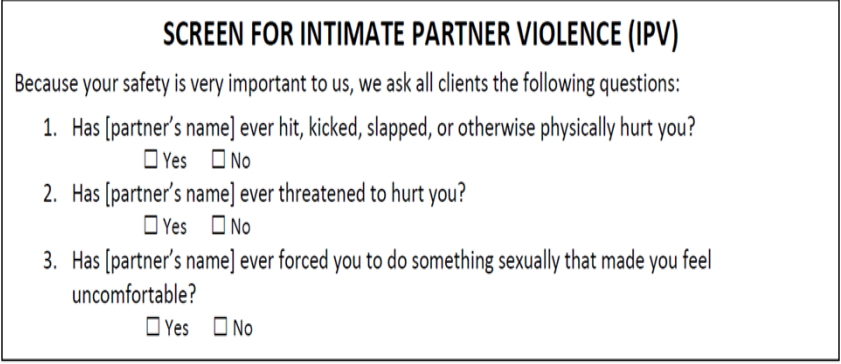 SCREEN FOR INTIMATE PARTNER VIOLENCE (IPV)
Because your safety is very important to us, we ask all clients the following questions:
1. Has [partner’s name] ever hit, kicked, slapped, or otherwise physically hurt you?
☐ Yes ☐ No
2. Has [partner’s name] ever threatened to hurt you?
☐ Yes ☐ No
3. Has [partner’s name] ever forced you to do something sexually that made you feel
uncomfortable?
☐ Yes ☐ No